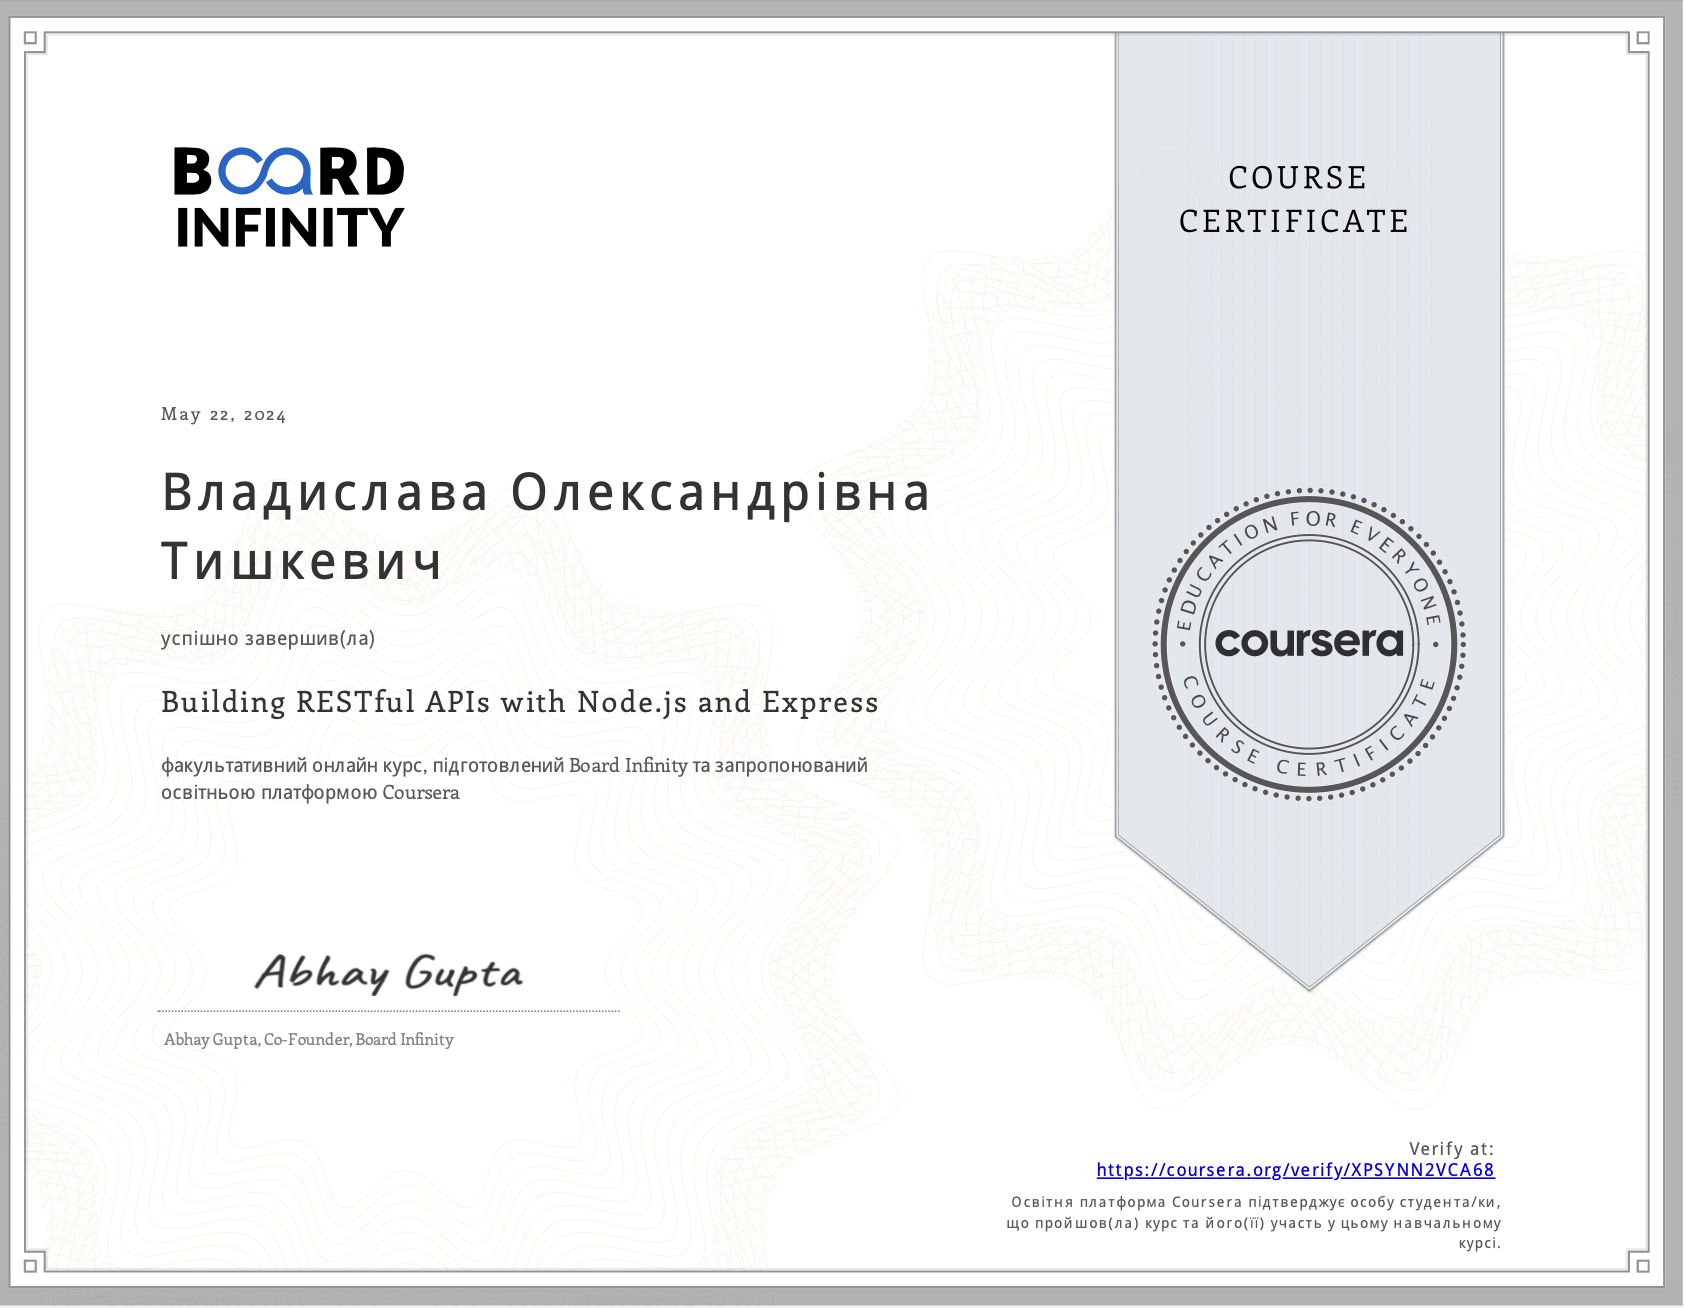 BOARD
INFINITY
COURSE
CERTIFICATE
May 22, 2024
Владислава Олександрівна
Тишкевич
успішно завершив(ла)
Building RESTful APIs with Node.js and Express
факультативний онлайн курс, підготовлений Board Infinity та запропонований
освітньою платформою Coursera
EDUCATION FOR EVERYONE
coursera
COURSE CERTIFICATE
Abhay Gupta
Abhay Gupta, Co-Founder, Board Infinity
Verify at:
https://coursera.org/verify/XPSYNN2VCA68
Освітня платформа Coursera підтверджує особу студента/ки,
що пройшов(ла) курс та його(її) участь у цьому навчальному
курсі.